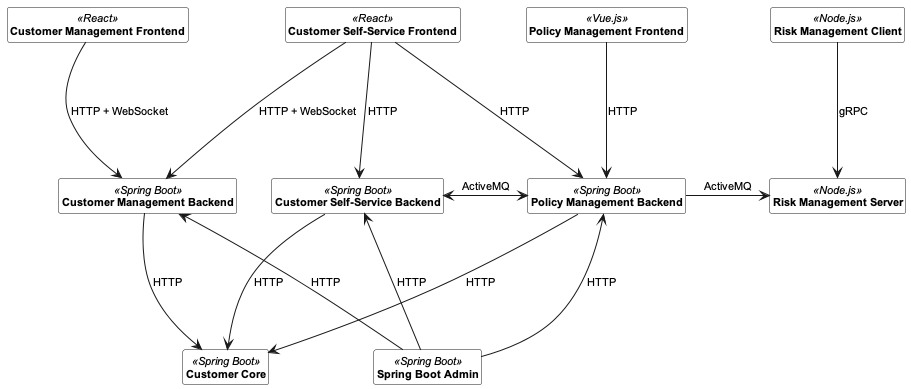 «React»
Customer Management Frontend
«React»
Customer Self-Service Frontend
«Vue.js»
Policy Management Frontend
«Node.js»
Risk Management Client
HTTP + WebSocket
HTTP + WebSocket
HTTP
HTTP
HTTP
gRPC
«Spring Boot»
Customer Management Backend
«Spring Boot»
Customer Self-Service Backend
ActiveMQ
«Spring Boot»
Policy Management Backend
ActiveMQ
«Node.js»
Risk Management Server
HTTP
HTTP
HTTP
HTTP
HTTP
HTTP
«Spring Boot»
Customer Core
«Spring Boot»
Spring Boot Admin